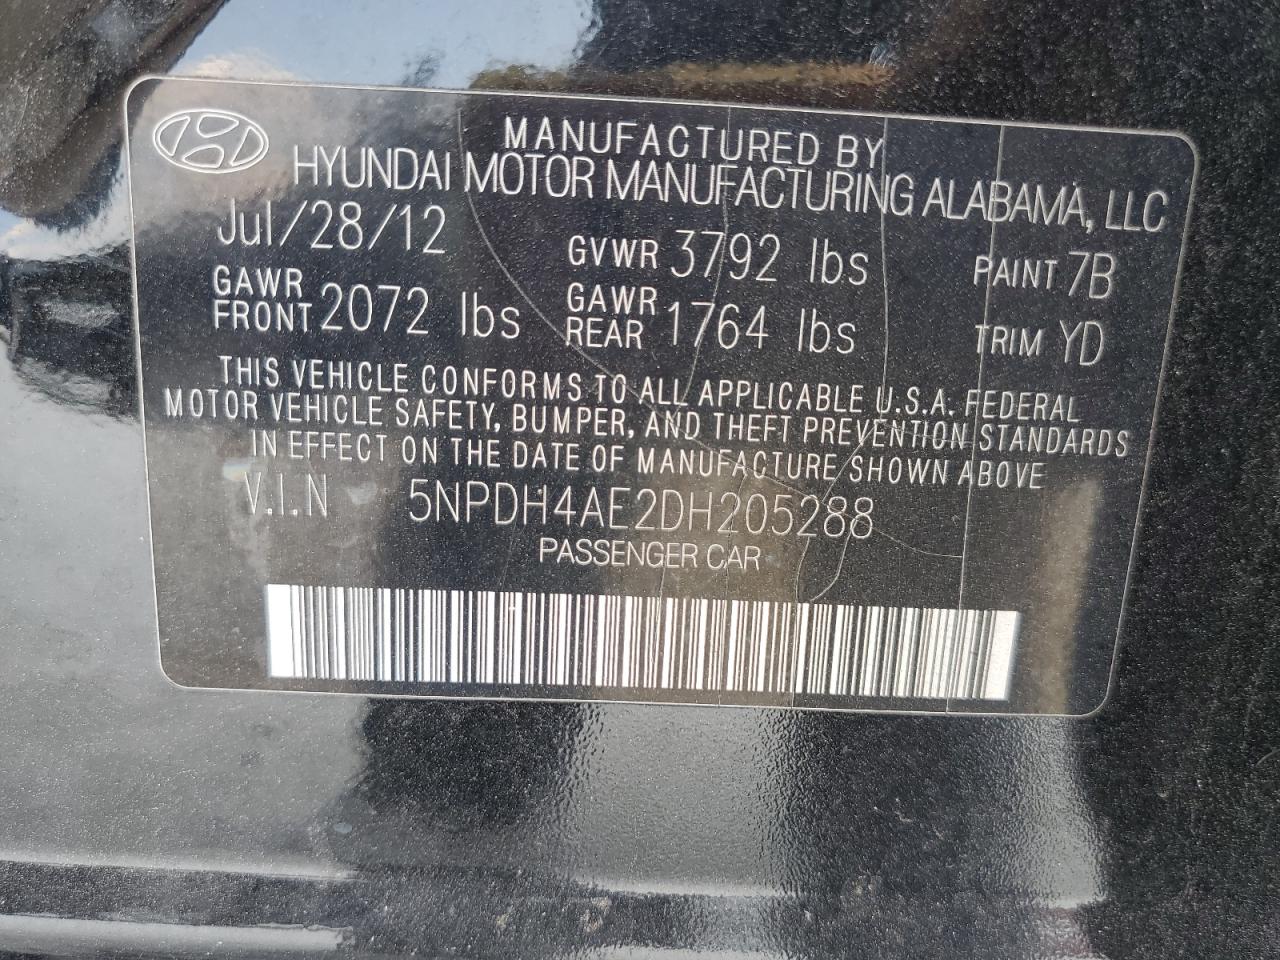 MANUFACTURED BY
HYUNDAI MOTOR MANUFACTURING ALABAMA, LLC
Jul/28/12 GVWR 3792 lbs PAINT 7B
GAWR FRONT 2072 lbs GAWR REAR 1764 lbs TRIM YD
THIS VEHICLE CONFORMS TO ALL APPLICABLE U.S.A. FEDERAL
MOTOR VEHICLE SAFETY, BUMPER, AND THEFT PREVENTION STANDARDS
IN EFFECT ON THE DATE OF MANUFACTURE SHOWN ABOVE
V.I.N 5NPDH4AE2DH205288
PASSENGER CAR